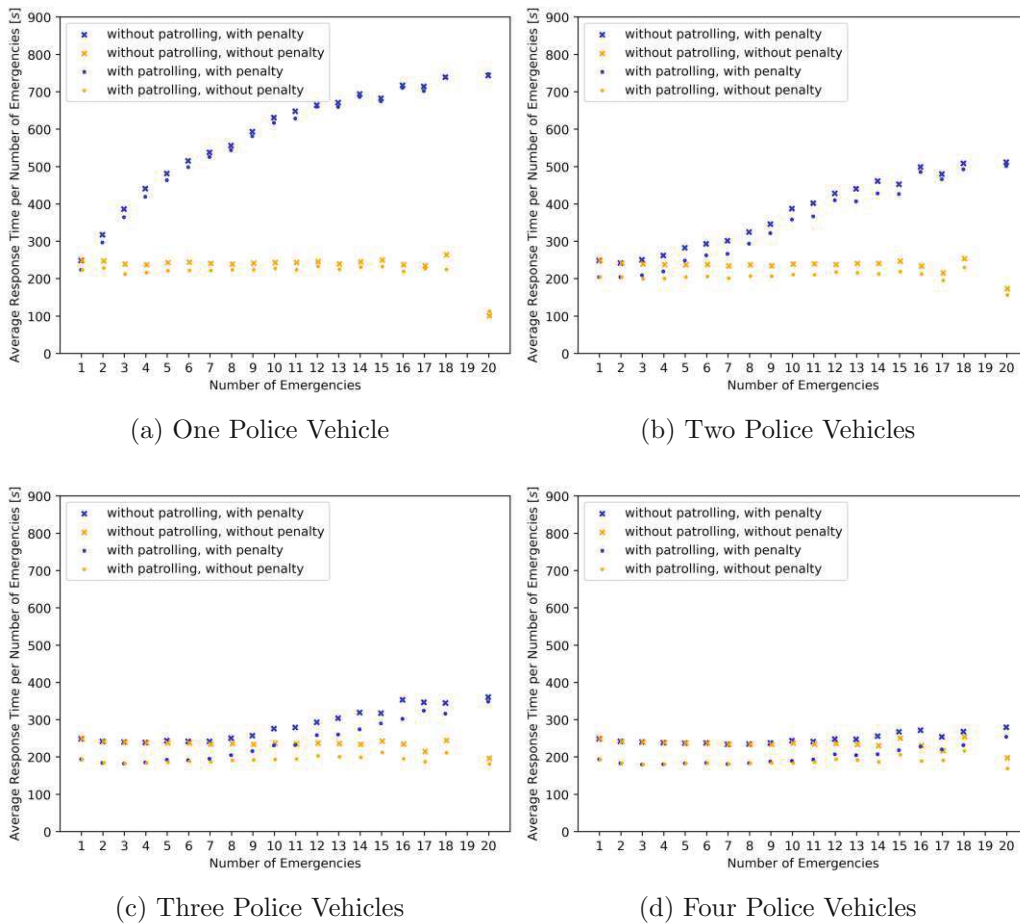 Average Response Time per Number of Emergencies [s]
900
800
700
600
500
400
300
200
100
0
without patrolling, with penalty
without patrolling, without penalty
with patrolling, with penalty
with patrolling, without penalty
1 2 3 4 5 6 7 8 9 10 11 12 13 14 15 16 17 18 19 20
Number of Emergencies
(a) One Police Vehicle
Average Response Time per Number of Emergencies [s]
900
800
700
600
500
400
300
200
100
0
without patrolling, with penalty
without patrolling, without penalty
with patrolling, with penalty
with patrolling, without penalty
1 2 3 4 5 6 7 8 9 10 11 12 13 14 15 16 17 18 19 20
Number of Emergencies
(b) Two Police Vehicles
Average Response Time per Number of Emergencies [s]
900
800
700
600
500
400
300
200
100
0
without patrolling, with penalty
without patrolling, without penalty
with patrolling, with penalty
with patrolling, without penalty
1 2 3 4 5 6 7 8 9 10 11 12 13 14 15 16 17 18 19 20
Number of Emergencies
(c) Three Police Vehicles
Average Response Time per Number of Emergencies [s]
900
800
700
600
500
400
300
200
100
0
without patrolling, with penalty
without patrolling, without penalty
with patrolling, with penalty
with patrolling, without penalty
1 2 3 4 5 6 7 8 9 10 11 12 13 14 15 16 17 18 19 20
Number of Emergencies
(d) Four Police Vehicles